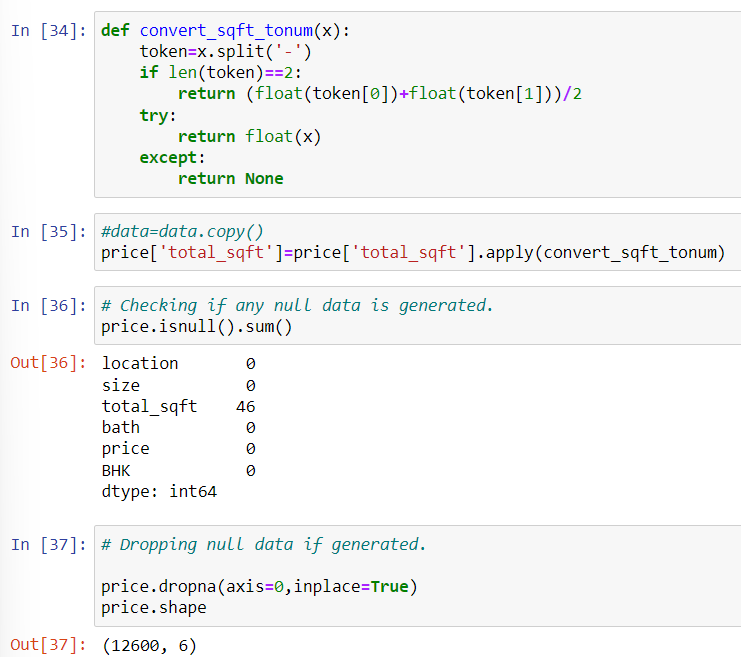 In [34]: def convert_sqft_tonum(x):
    token=x.split('-')
    if len(token)==2:
        return (float(token[0])+float(token[1]))/2
    try:
        return float(x)
    except:
        return None
In [35]: #data=data.copy()
price['total_sqft']=price['total_sqft'].apply(convert_sqft_tonum)
In [36]: # Checking if any null data is generated.
price.isnull().sum()
Out[36]: location 0
size 0
total_sqft 46
bath 0
price 0
BHK 0
dtype: int64
In [37]: # Dropping null data if generated.
price.dropna(axis=0,inplace=True)
price.shape
Out[37]: (12600, 6)